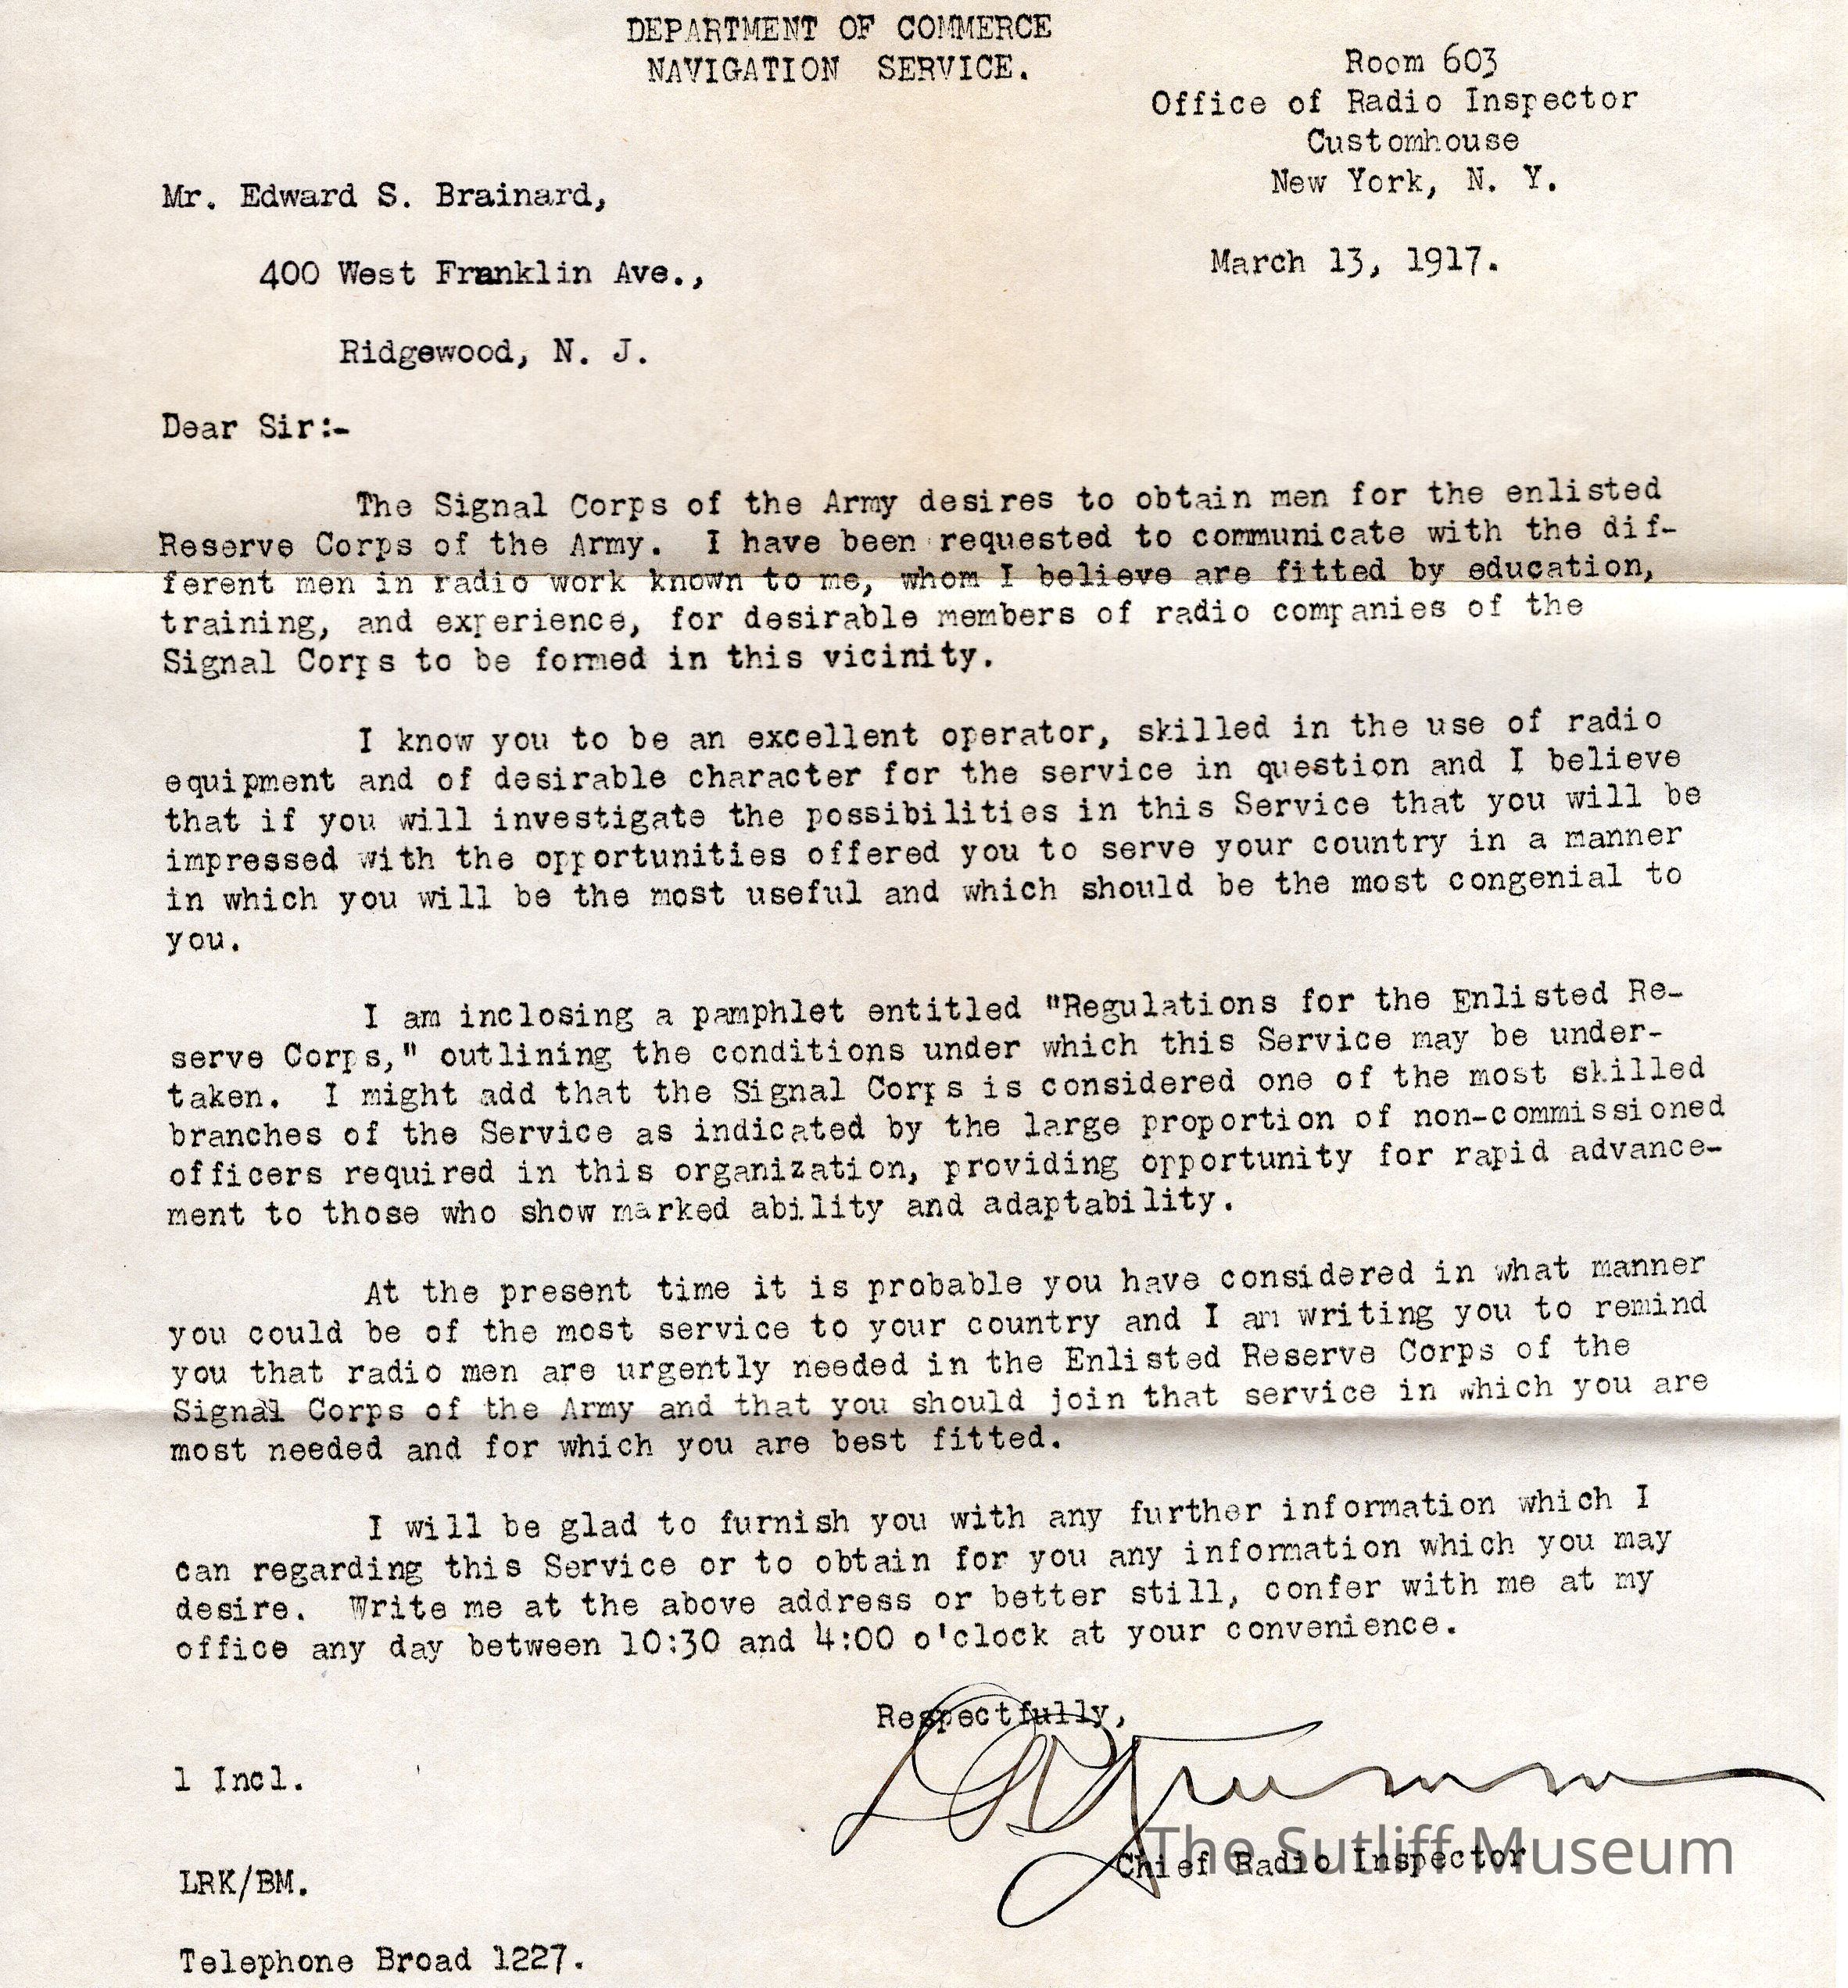 DEPARTMENT OF COMMERCE
NAVIGATION SERVICE.
Room 603
Office of Radio Inspector
Customhouse
New York, N. Y.
March 13, 1917.
Mr. Edward S. Brainard,
400 West Franklin Ave.,
Ridgewood, N. J.
Dear Sir:-
The Signal Corps of the Army desires to obtain men for the enlisted
Reserve Corps of the Army. I have been requested to communicate with the dif-
ferent men in radio work known to me, whom I believe are fitted by education,
training, and experience, for desirable members of radio companies of the
Signal Corps to be formed in this vicinity.
I know you to be an excellent operator, skilled in the use of radio
equipment and of desirable character for the service in question and I believe
that if you will investigate the possibilities in this Service that you will be
impressed with the opportunities offered you to serve your country in a manner
in which you will be the most useful and which should be the most congenial to
you.
I am inclosing a pamphlet entitled "Regulations for the Enlisted Re-
serve Corps," outlining the conditions under which this Service may be under-
taken. I might add that the Signal Corps is considered one of the most skilled
branches of the Service as indicated by the large proportion of non-commissioned
officers required in this organization, providing opportunity for rapid advance-
ment to those who show marked ability and adaptability.
At the present time it is probable you have considered in what manner
you could be of the most service to your country and I am writing you to remind
you that radio men are urgently needed in the Enlisted Reserve Corps of the
Signal Corps of the Army and that you should join that service in which you are
most needed and for which you are best fitted.
I will be glad to furnish you with any further information which I
can regarding this Service or to obtain for you any information which you may
desire. Write me at the above address or better still, confer with me at my
office any day between 10:30 and 4:00 o'clock at your convenience.
Respectfully,
1 Incl.
Chief Radio Inspector
The Sutliff Museum
LRK/BM.
Telephone Broad 1227.